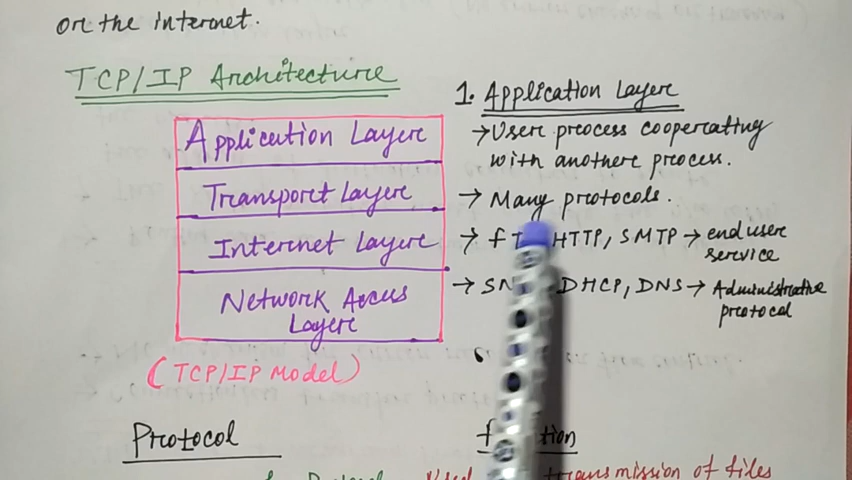 on the internet.
TCP/IP Architecture
Application Layer
Transport Layer
Internet Layer
Network Access Layer
(TCP/IP Model)
1. Application Layer
→ User process cooperating
with another process.
→ Many protocols.
→ HTTP, SMTP → end user
service
→ DHCP, DNS → Administrative
protocol
Protocol
transmission of files